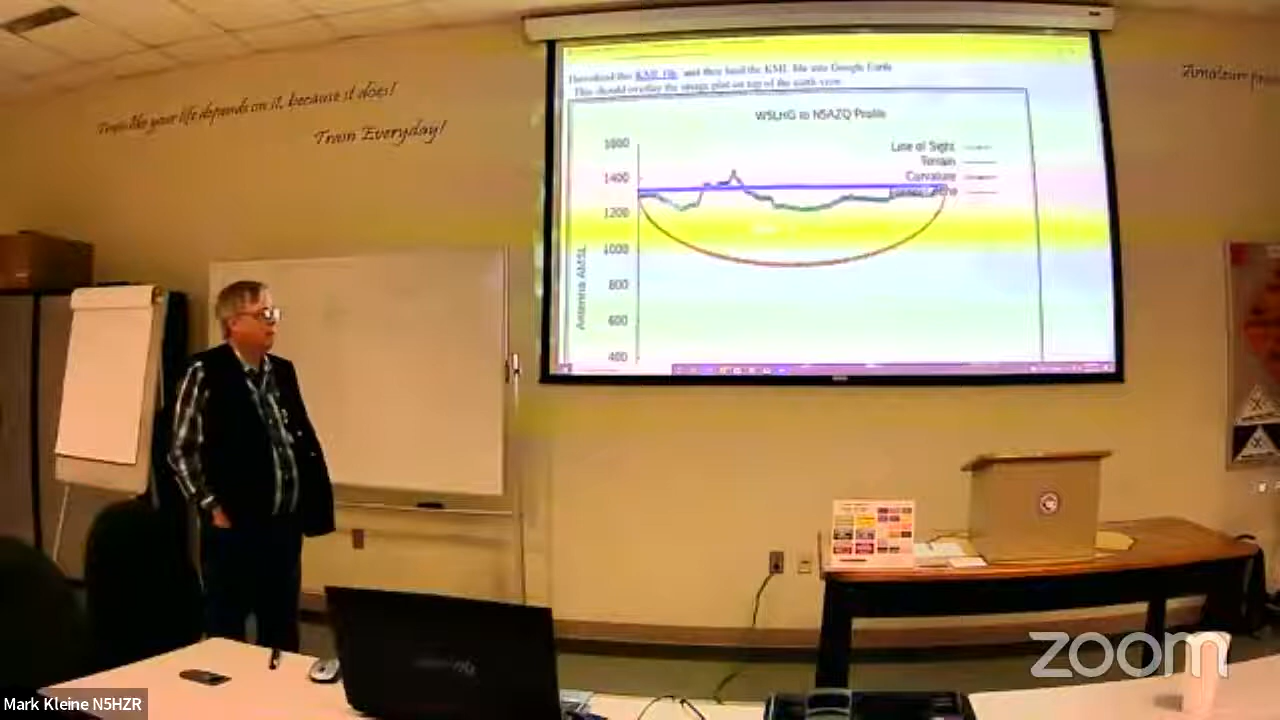 Train like your life depends on it, because it does!
Train Everyday!
Download this KML file, and then load the KML file into Google Earth
This should overlay the image plot on top of the earth view.
W5LHG to N5AZQ Profile
Line of Sight
Terrain
Curvature
1600
1400
1200
1000
800
600
400
Antenna AMSL
Amateur
zoom
Mark Kleine N5HZR